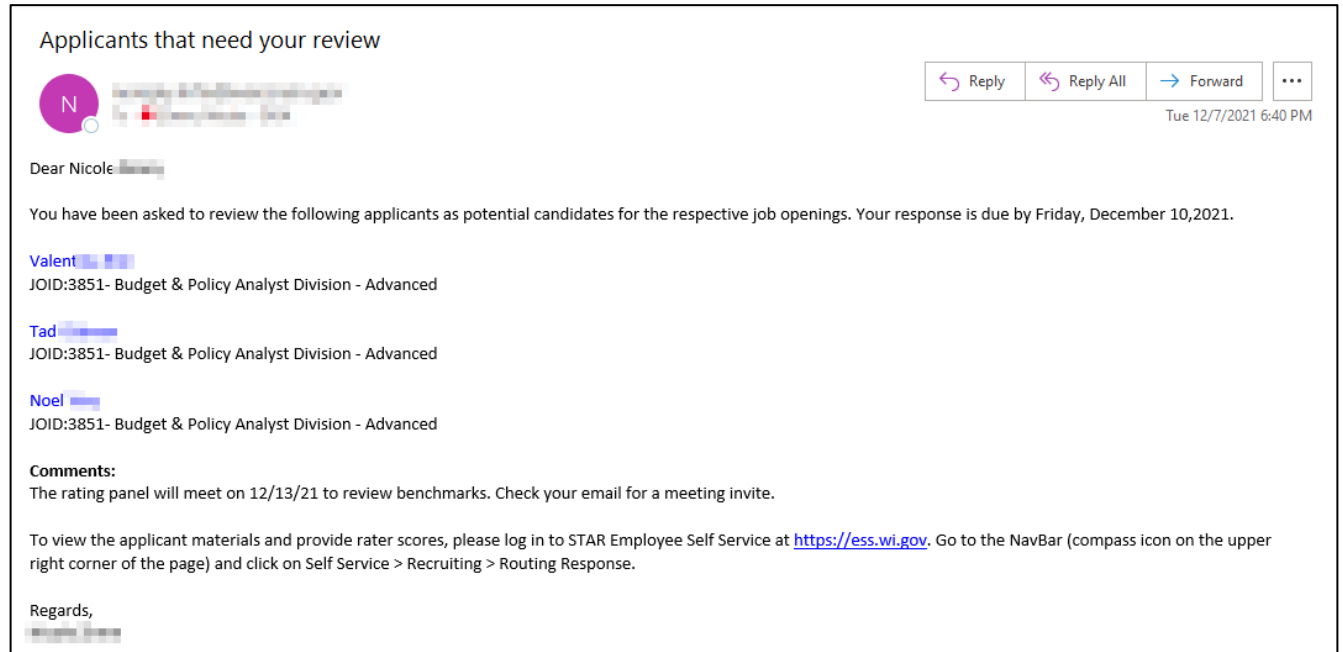 Applicants that need your review
N
Reply
Reply All
Forward
Tue 12/7/2021 6:40 PM
Dear Nicole
You have been asked to review the following applicants as potential candidates for the respective job openings. Your response is due by Friday, December 10,2021.
Valent
JOID:3851- Budget & Policy Analyst Division - Advanced
Tad
JOID:3851- Budget & Policy Analyst Division - Advanced
Noel
JOID:3851- Budget & Policy Analyst Division - Advanced
Comments:
The rating panel will meet on 12/13/21 to review benchmarks. Check your email for a meeting invite.
To view the applicant materials and provide rater scores, please log in to STAR Employee Self Service at https://ess.wi.gov. Go to the NavBar (compass icon on the upper
right corner of the page) and click on Self Service > Recruiting > Routing Response.
Regards,